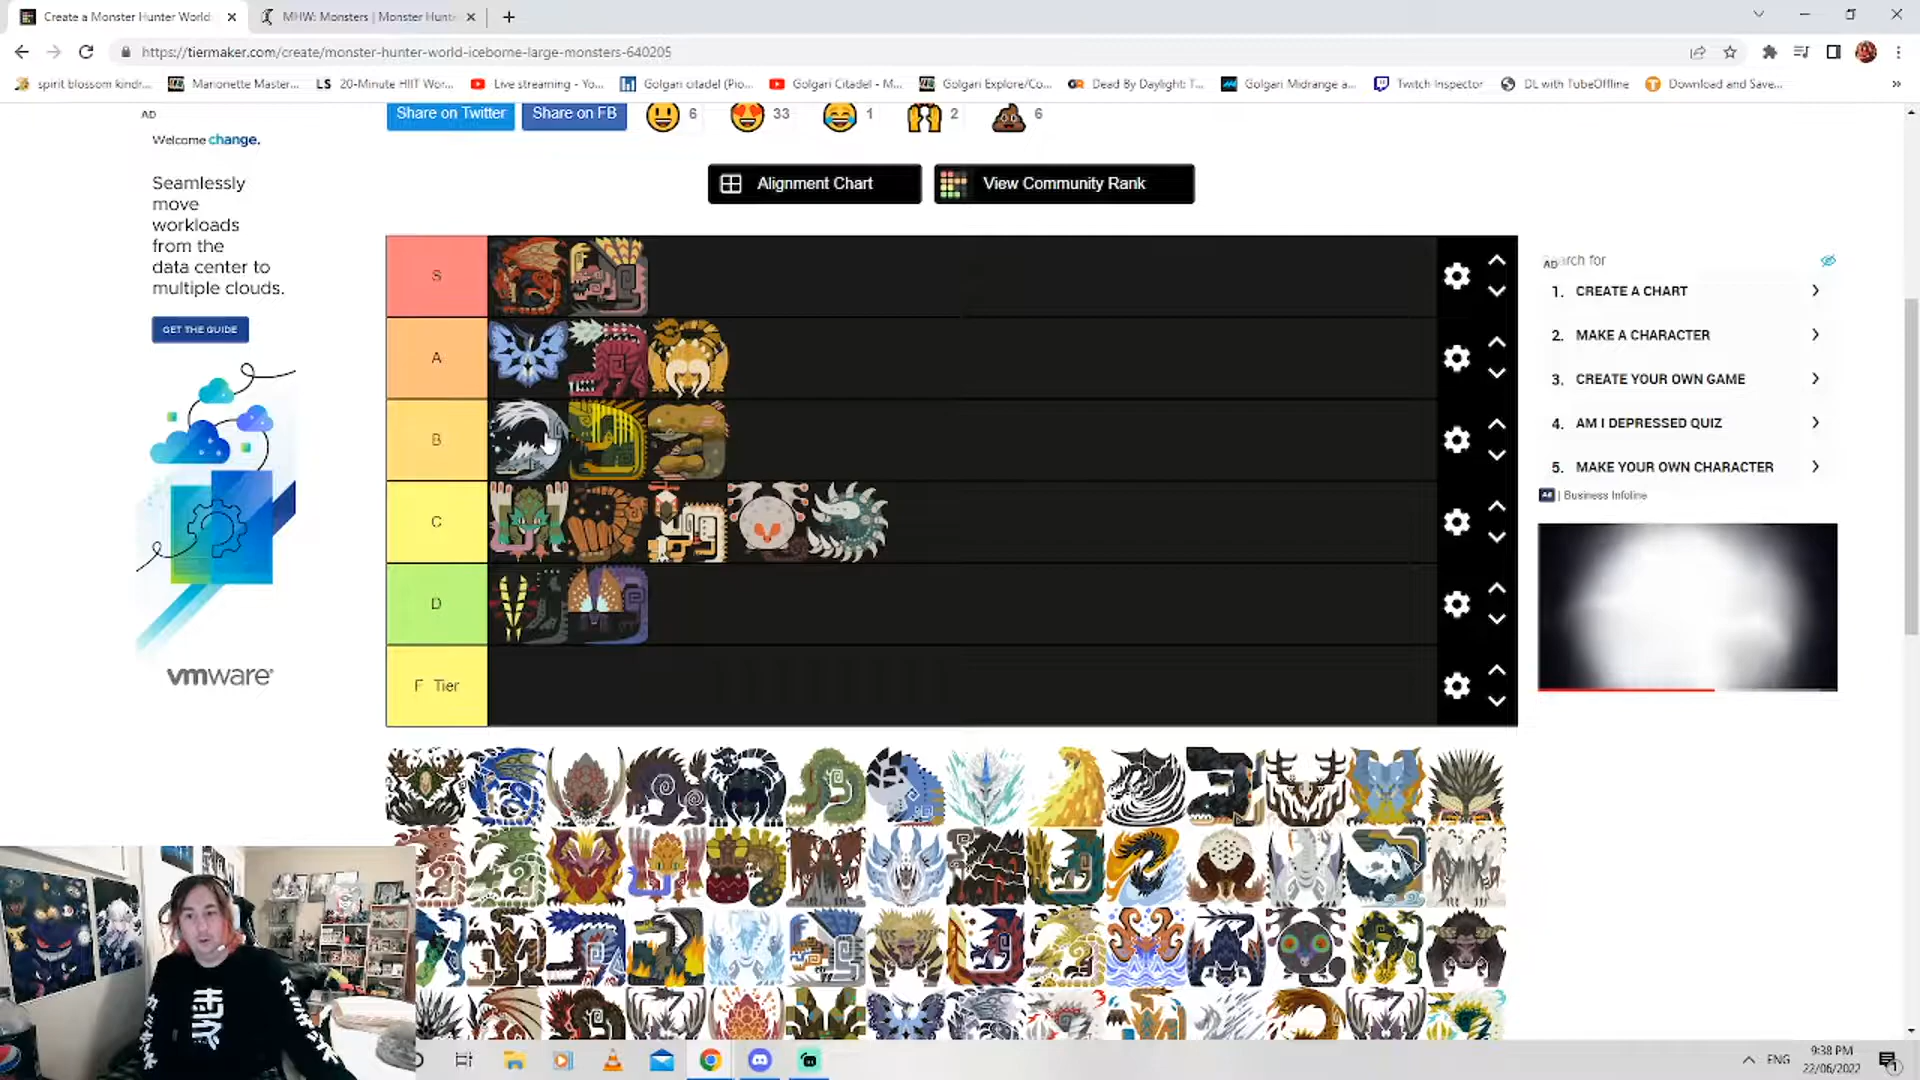 Create a Monster Hunter World
MHW: Monsters | Monster Hunt
https://tiermaker.com/create/monster-hunter-world-iceborne-large-monsters-640205
spirit blossom kindr...
Marionette Master...
LS 20-Minute HIIT Wor...
Live streaming - Yo...
Golgari citadel (Pio...
Golgari Citadel - M...
Golgari Explore/Co...
Dead By Daylight: T...
Golgari Midrange a...
Twitch Inspector
DL with TubeOffline
Download and Save...
»
AD
Welcome change.
Seamlessly
move
workloads
from the
data center to
multiple clouds.
GET THE GUIDE
vmware®
Share on Twitter
Share on FB
6
33
1
2
6
Alignment Chart
View Community Rank
S
A
B
C
D
F Tier
AD
arch for
1. CREATE A CHART
2. MAKE A CHARACTER
3. CREATE YOUR OWN GAME
4. AM I DEPRESSED QUIZ
5. MAKE YOUR OWN CHARACTER
| Business Infoline
ENG
9:38 PM
22/06/2022